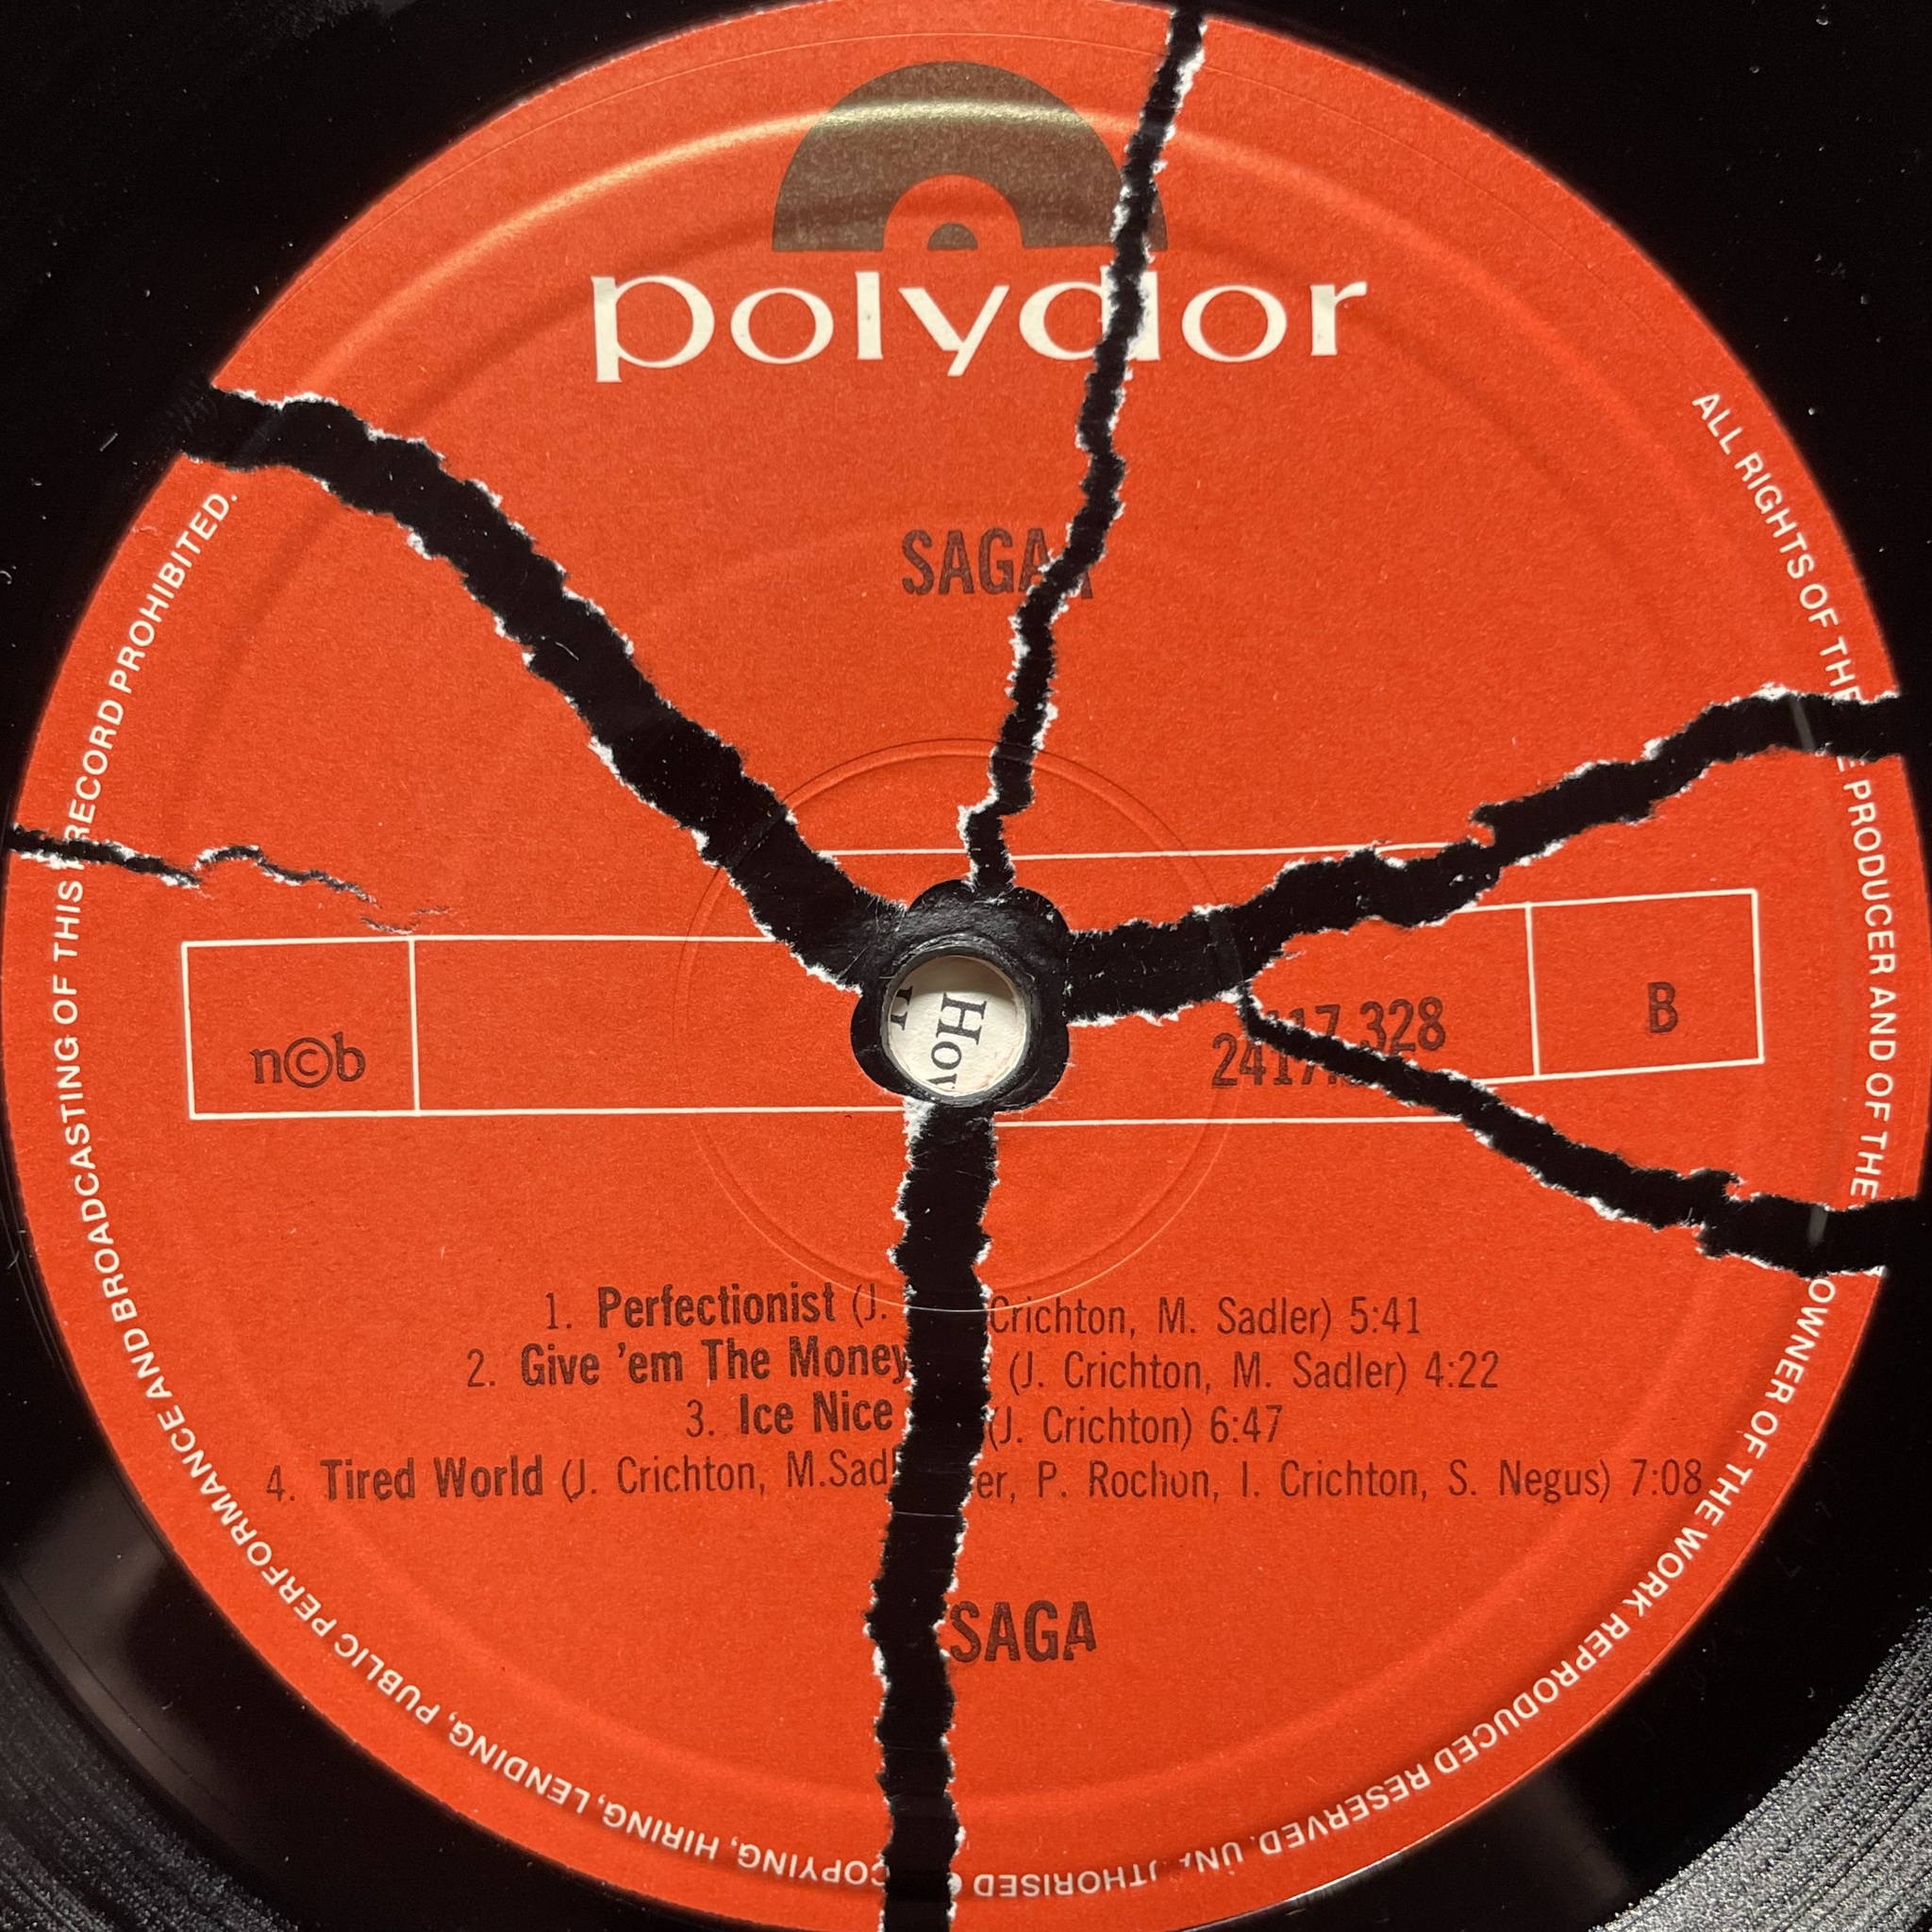 polydor
SAGA
n©b
2417.328
B
1. Perfectionist (J. Crichton, M. Sadler) 5:41
2. Give 'em The Money (J. Crichton, M. Sadler) 4:22
3. Ice Nice (J. Crichton) 6:47
4. Tired World (J. Crichton, M.Sadler, P. Rochon, I. Crichton, S. Negus) 7:08
SAGA
ALL RIGHTS OF THE PRODUCER AND OF THE OWNER OF THE WORK REPRODUCED RESERVED. UNAUTHORISED COPYING, HIRING, LENDING, PUBLIC PERFORMANCE AND BROADCASTING OF THIS RECORD PROHIBITED.
Hov